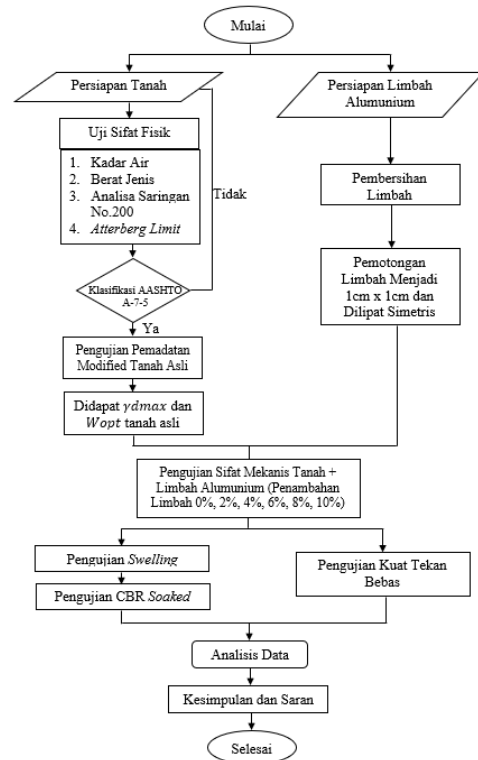 Mulai
Persiapan Tanah
Persiapan Limbah
Alumunium
Uji Sifat Fisik
1. Kadar Air
2. Berat Jenis
3. Analisa Saringan
No.200
4. Atterberg Limit
Tidak
Pembersihan
Limbah
Pemotongan
Limbah Menjadi
1cm x 1cm dan
Dilipat Simetris
Klasifikasi AASHTO
A-7-5
Ya
Pengujian Pemadatan
Modified Tanah Asli
Didapat γdmax dan
Wopt tanah asli
Pengujian Sifat Mekanis Tanah +
Limbah Alumunium (Penambahan
Limbah 0%, 2%, 4%, 6%, 8%, 10%)
Pengujian Swelling
Pengujian CBR Soaked
Pengujian Kuat Tekan
Bebas
Analisis Data
Kesimpulan dan Saran
Selesai